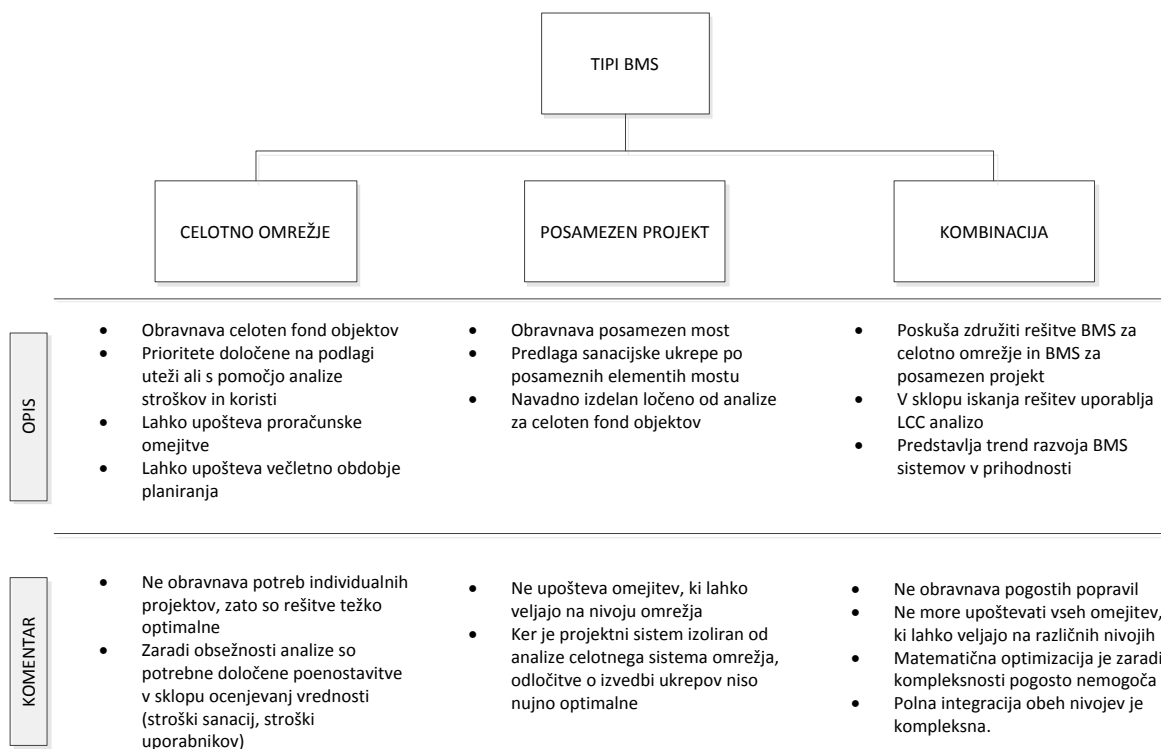 TIPI BMS
CELOTNO OMREŽJE
POSAMEZEN PROJEKT
KOMBINACIJA
OPIS
• Obravnava celoten fond objektov
• Prioritete določene na podlagi
uteži ali s pomočjo analize
stroškov in koristi
• Lahko upošteva proračunske
omejitve
• Lahko upošteva večletno obdobje
planiranja
• Obravnava posamezen most
• Predlaga sanacijske ukrepe po
posameznih elementih mostu
• Navadno izdelan ločeno od analize
za celoten fond objektov
• Poskuša združiti rešitve BMS za
celotno omrežje in BMS za
posamezen projekt
• V sklopu iskanja rešitev uporablja
LCC analizo
• Predstavlja trend razvoja BMS
sistemov v prihodnosti
KOMENTAR
• Ne obravnava potreb individualnih
projektov, zato so rešitve težko
optimalne
• Zaradi obsežnosti analize so
potrebne določene poenostavitve
v sklopu ocenjevanj vrednosti
(stroški sanacij, stroški
uporabnikov)
• Ne upošteva omejitev, ki lahko
veljajo na nivoju omrežja
• Ker je projektni sistem izoliran od
analize celotnega sistema omrežja,
odločitve o izvedbi ukrepov niso
nujno optimalne
• Ne obravnava pogostih popravil
• Ne more upoštevati vseh omejitev,
ki lahko veljajo na različnih nivojih
• Matematična optimizacija je zaradi
kompleksnosti pogosto nemogoča
• Polna integracija obeh nivojev je
kompleksna.